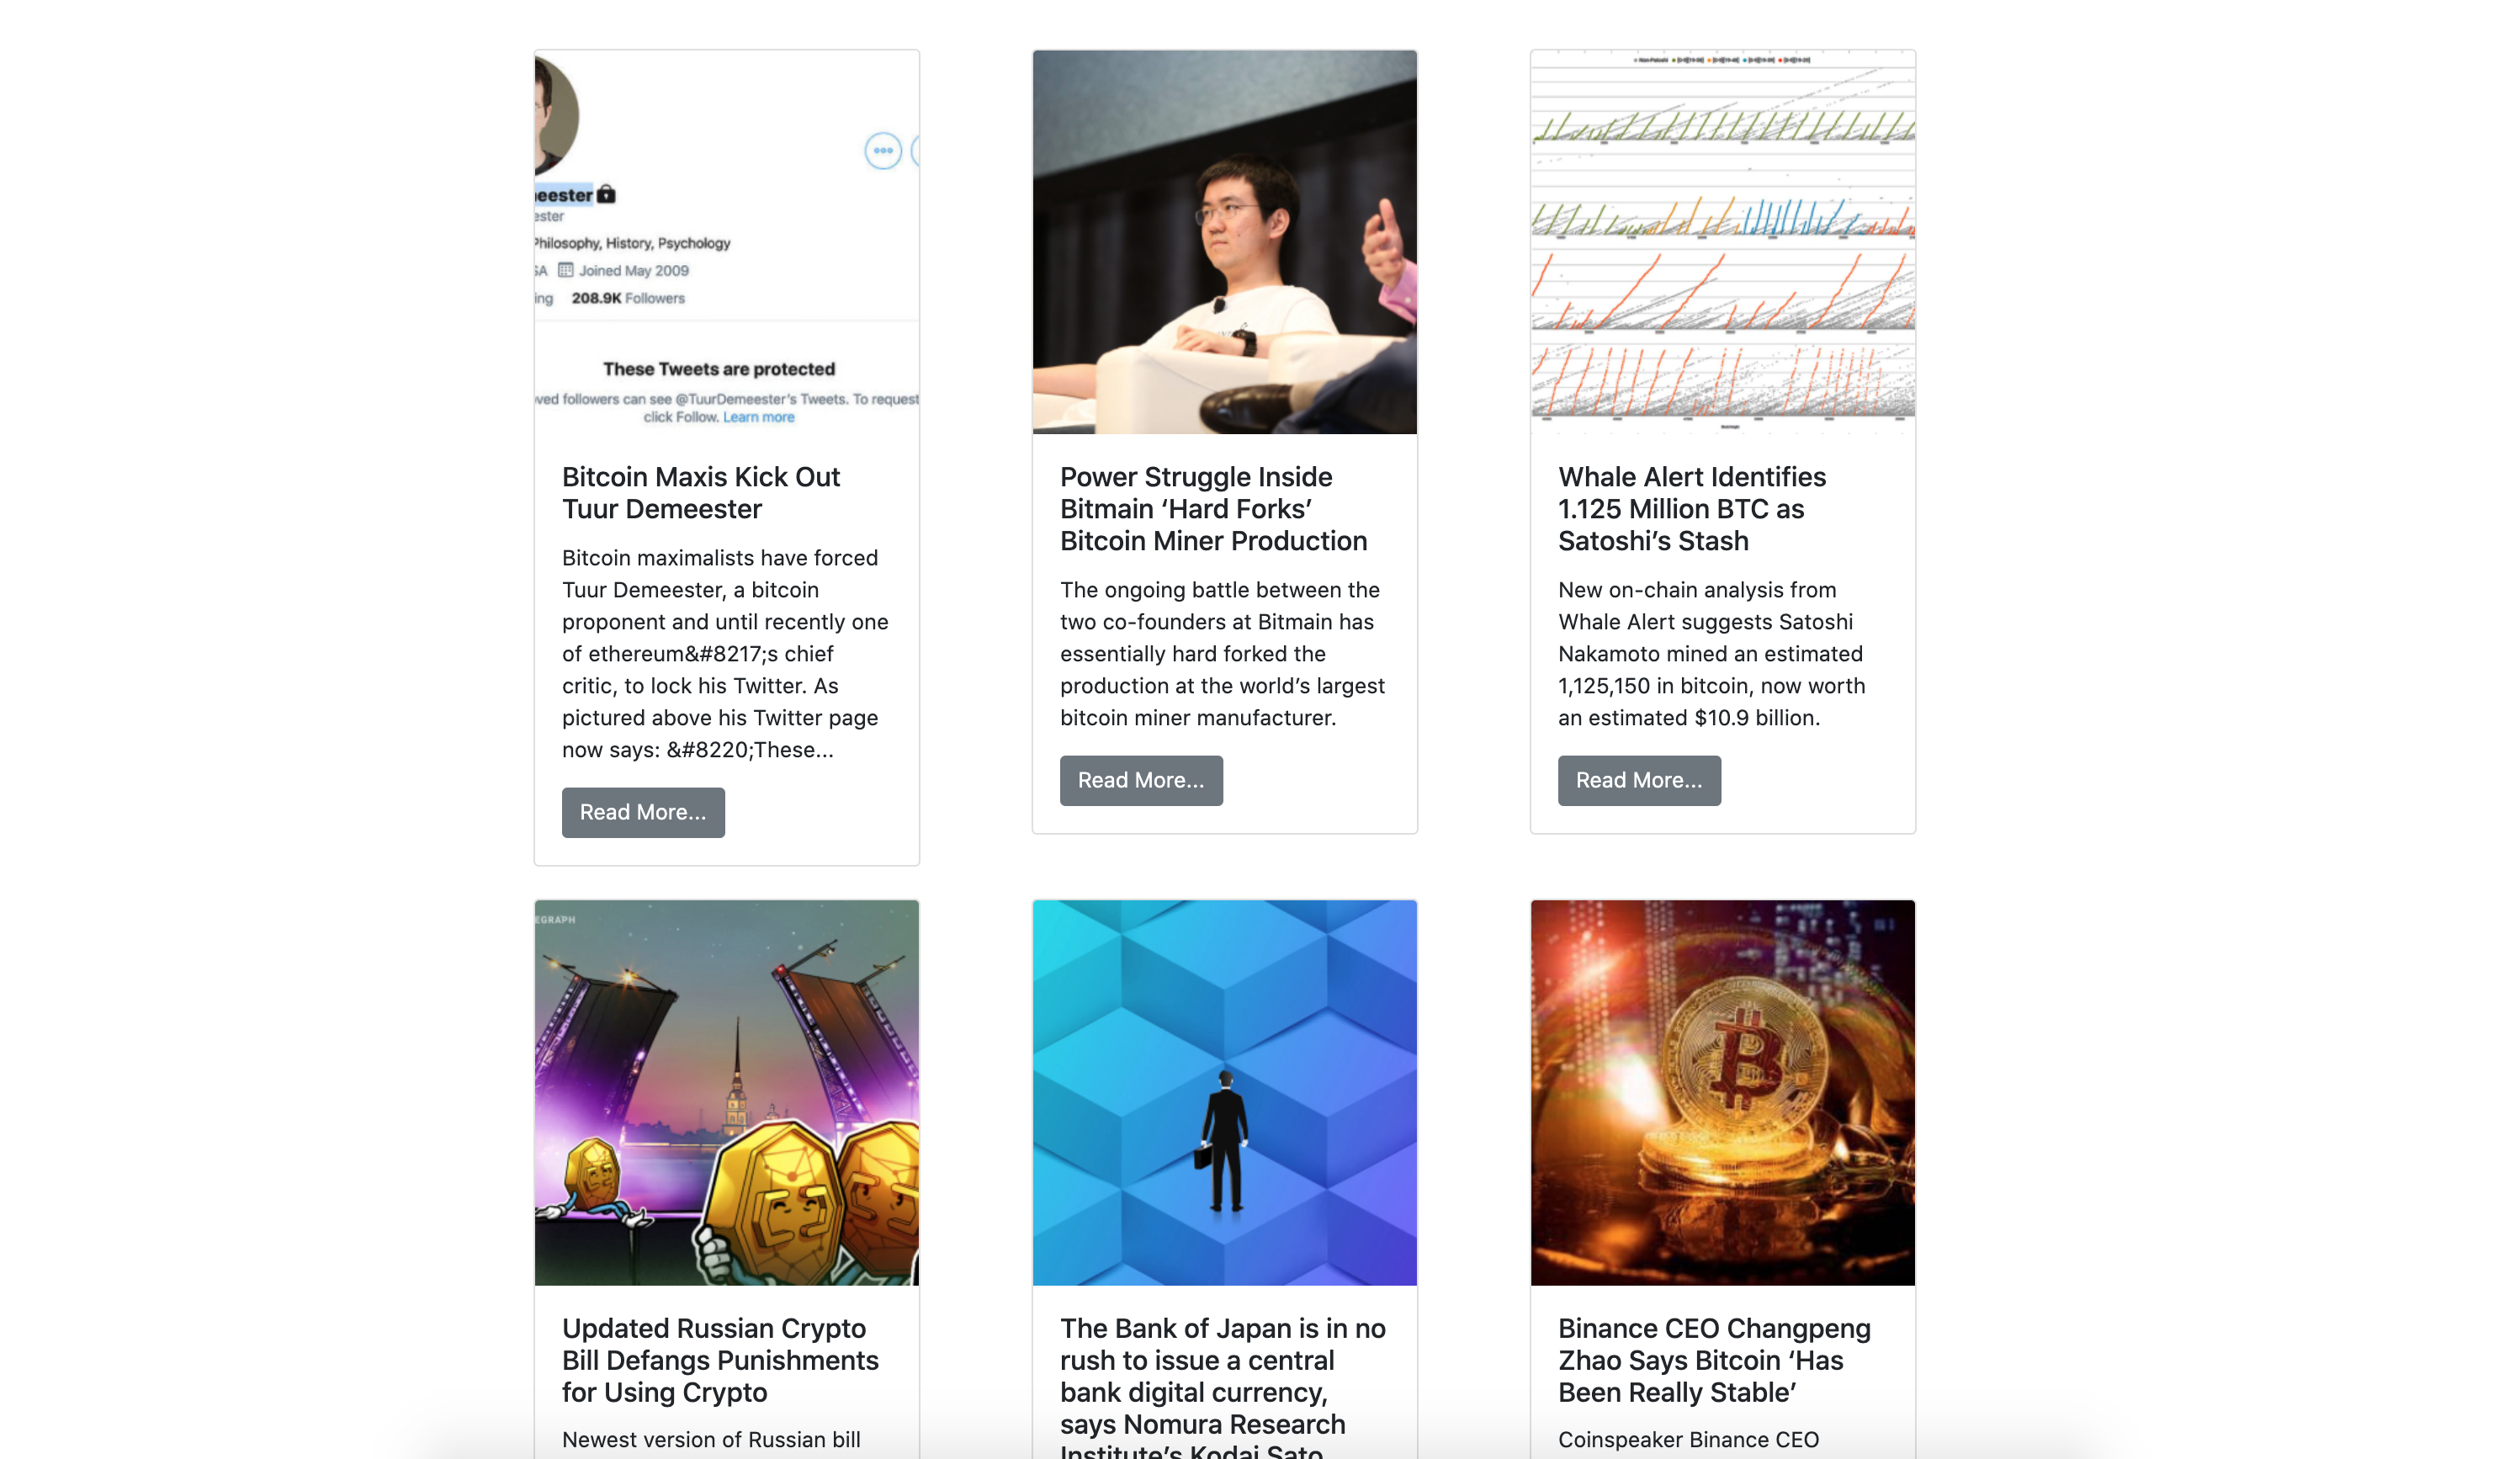 eester
ester
Philosophy, History, Psychology
SA Joined May 2009
ing 208.9K Followers
These Tweets are protected
ved followers can see @TuurDemeester's Tweets. To request
click Follow. Learn more
Bitcoin Maxis Kick Out
Tuur Demeester
Bitcoin maximalists have forced
Tuur Demeester, a bitcoin
proponent and until recently one
of ethereum&#8217;s chief
critic, to lock his Twitter. As
pictured above his Twitter page
now says: &#8220;These...
Read More...
Power Struggle Inside
Bitmain ‘Hard Forks’
Bitcoin Miner Production
The ongoing battle between the
two co-founders at Bitmain has
essentially hard forked the
production at the world’s largest
bitcoin miner manufacturer.
Read More...
Whale Alert Identifies
1.125 Million BTC as
Satoshi’s Stash
New on-chain analysis from
Whale Alert suggests Satoshi
Nakamoto mined an estimated
1,125,150 in bitcoin, now worth
an estimated $10.9 billion.
Read More...
EGRAPH
Updated Russian Crypto
Bill Defangs Punishments
for Using Crypto
Newest version of Russian bill
The Bank of Japan is in no
rush to issue a central
bank digital currency,
says Nomura Research
Institute’s Kodai Sato
Binance CEO Changpeng
Zhao Says Bitcoin ‘Has
Been Really Stable’
Coinspeaker Binance CEO